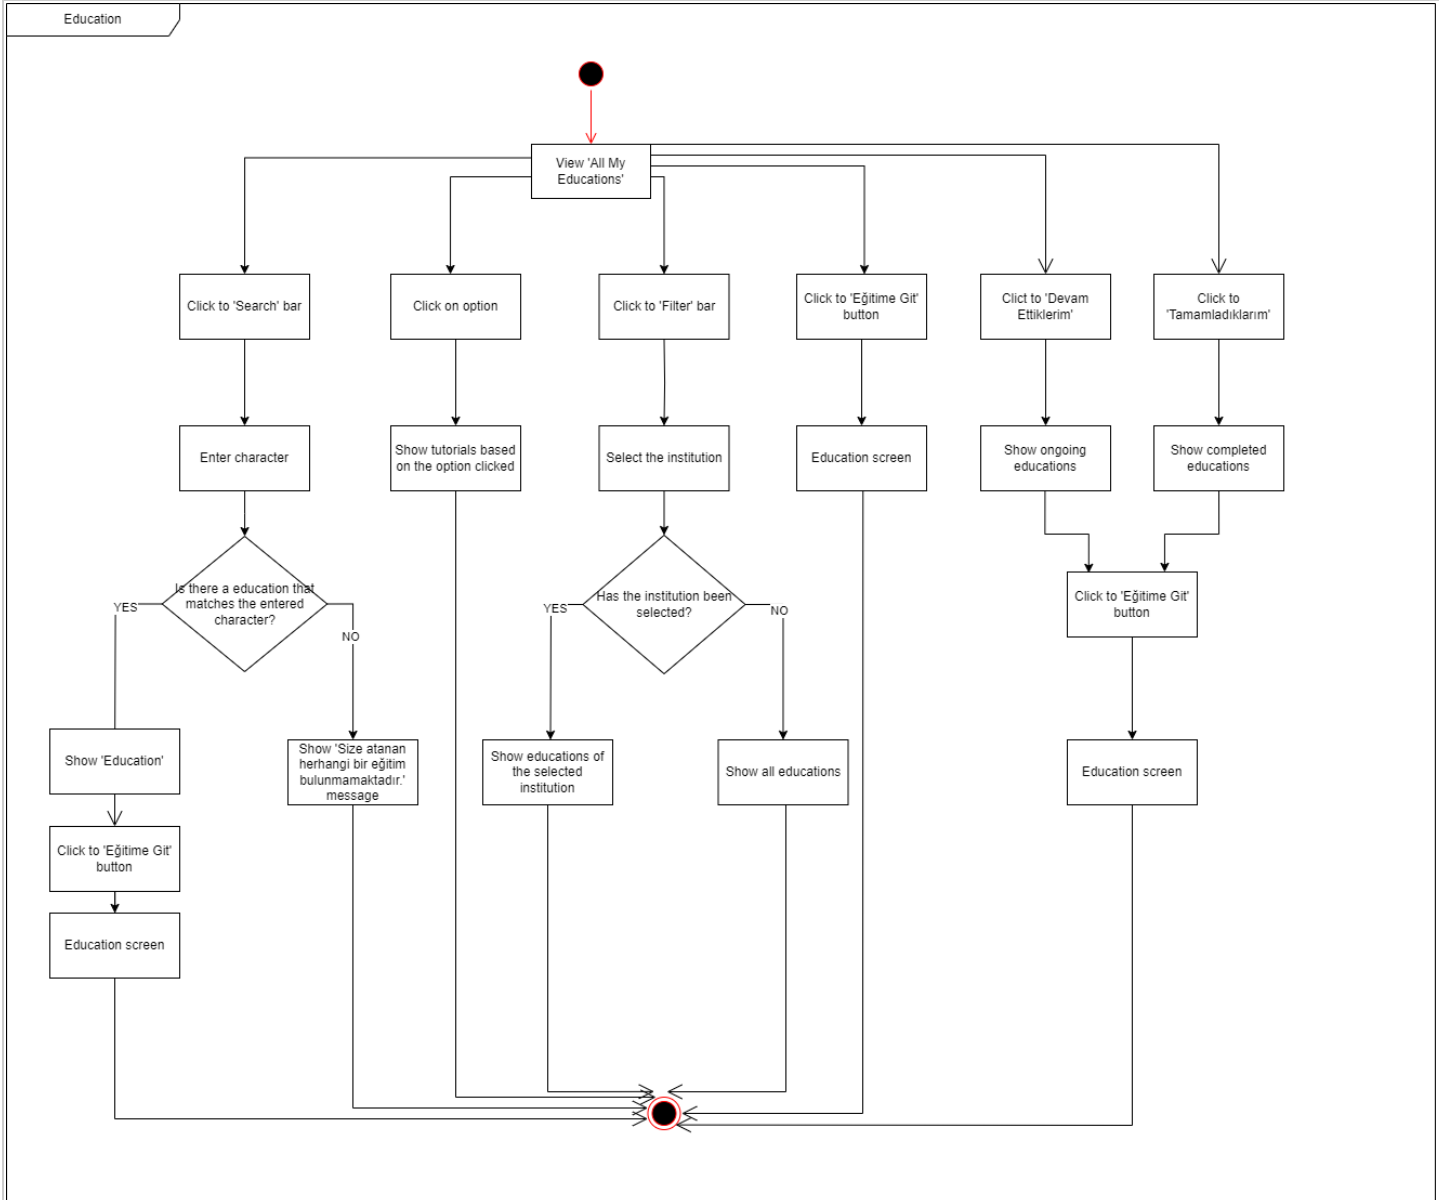 Education
View 'All My
Educations'
Click to 'Search' bar
Click on option
Click to 'Filter' bar
Click to 'Eğitime Git'
button
Clict to 'Devam
Ettiklerim'
Click to
'Tamamladıklarım'
Enter character
Show tutorials based
on the option clicked
Select the institution
Education screen
Show ongoing
educations
Show completed
educations
Is there a education that
matches the entered
character?
YES
NO
Has the institution been
selected?
YES
NO
Click to 'Eğitime Git'
button
Show 'Education'
Show 'Size atanan
herhangi bir eğitim
bulunmamaktadır.'
message
Show educations of
the selected
institution
Show all educations
Education screen
Click to 'Eğitime Git'
button
Education screen